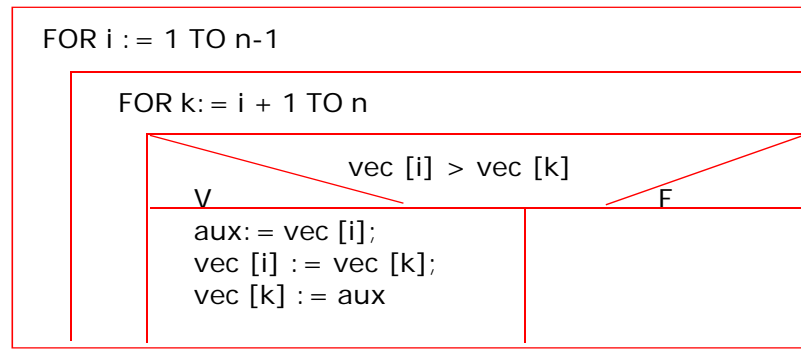 FOR i := 1 TO n-1
FOR k:= i + 1 TO n
vec [i] > vec [k]
V F
aux:= vec [i];
vec [i] := vec [k];
vec [k] := aux